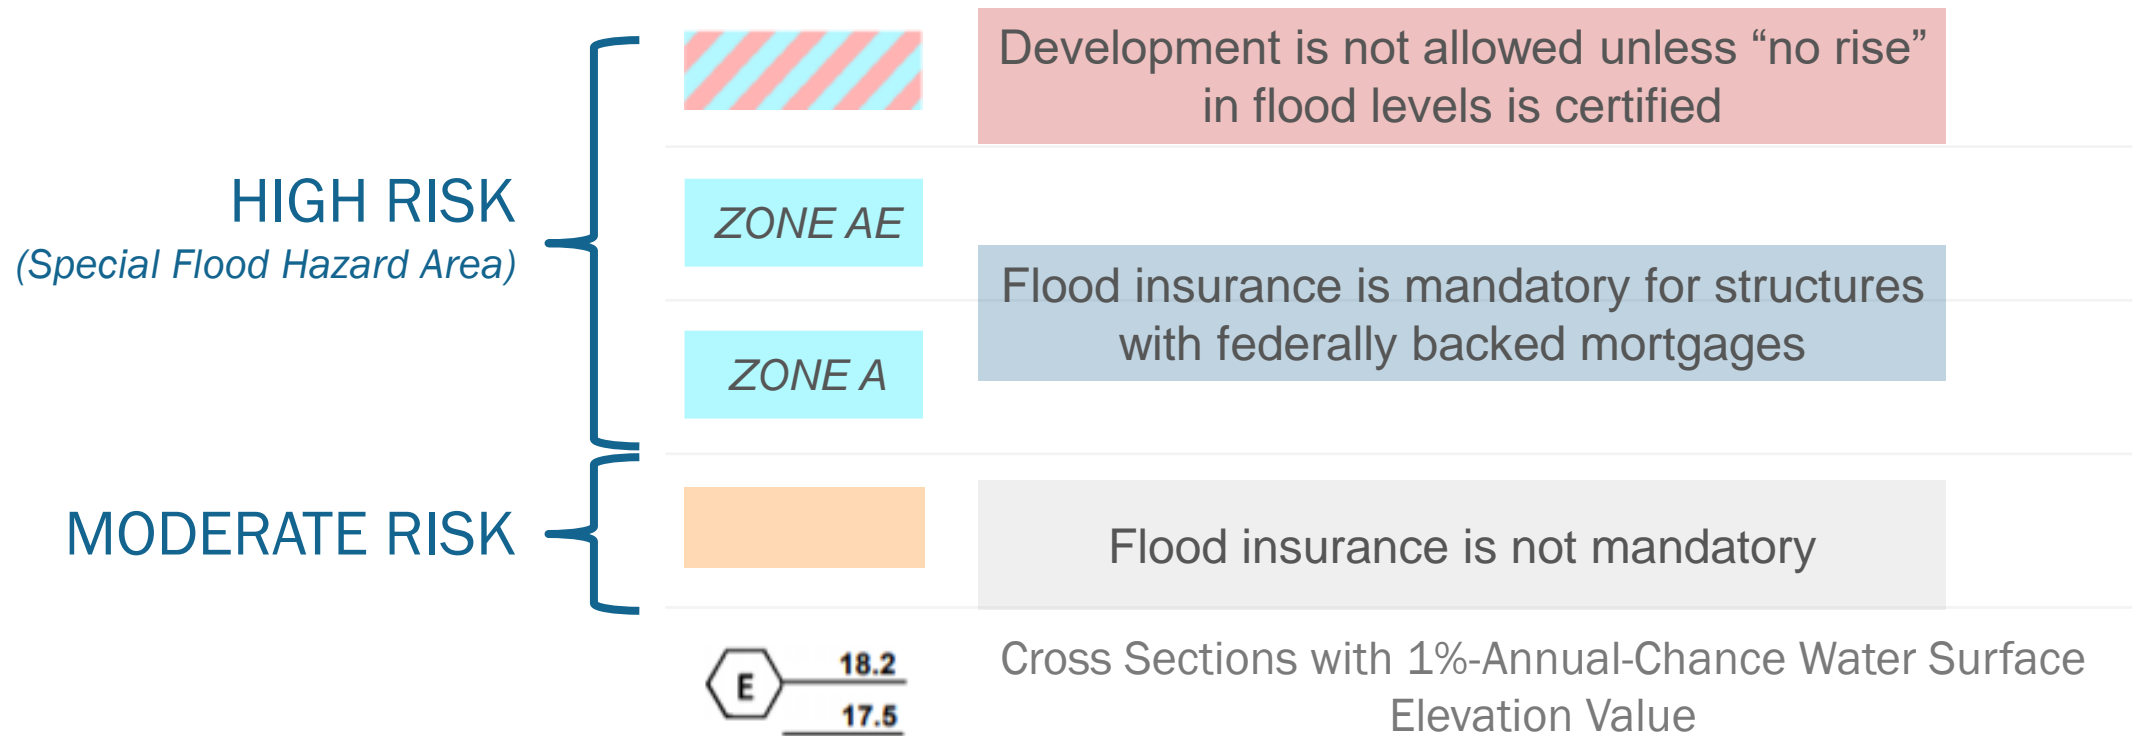 Development is not allowed unless “no rise”
in flood levels is certified
HIGH RISK
(Special Flood Hazard Area)
ZONE AE
Flood insurance is mandatory for structures
with federally backed mortgages
ZONE A
MODERATE RISK
Flood insurance is not mandatory
E
18.2
17.5
Cross Sections with 1%-Annual-Chance Water Surface
Elevation Value